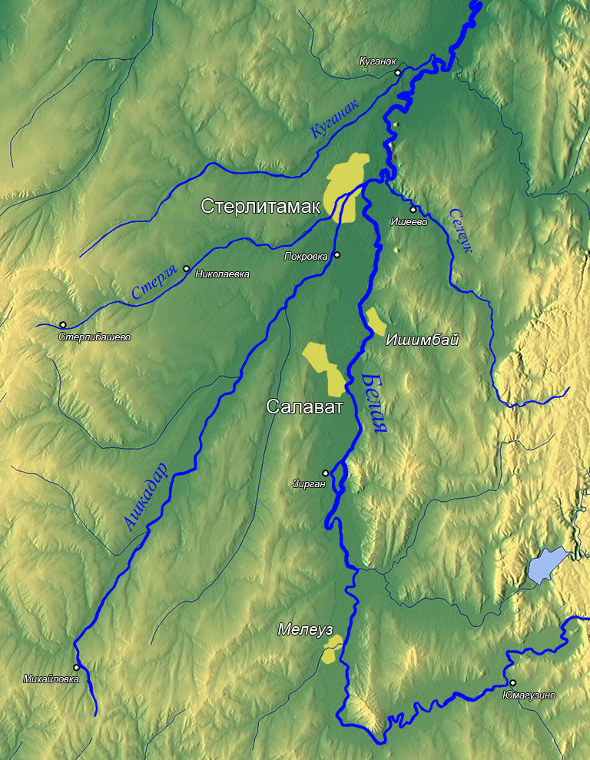 Куганак
Куганак
Стерлитамак
Ишеево
Селеук
Покровка
Стерля
Николаевка
Стерлибашево
Ишимбай
Белая
Салават
Ашкадар
Зирган
Мелеуз
Михайловка
Юмагузино